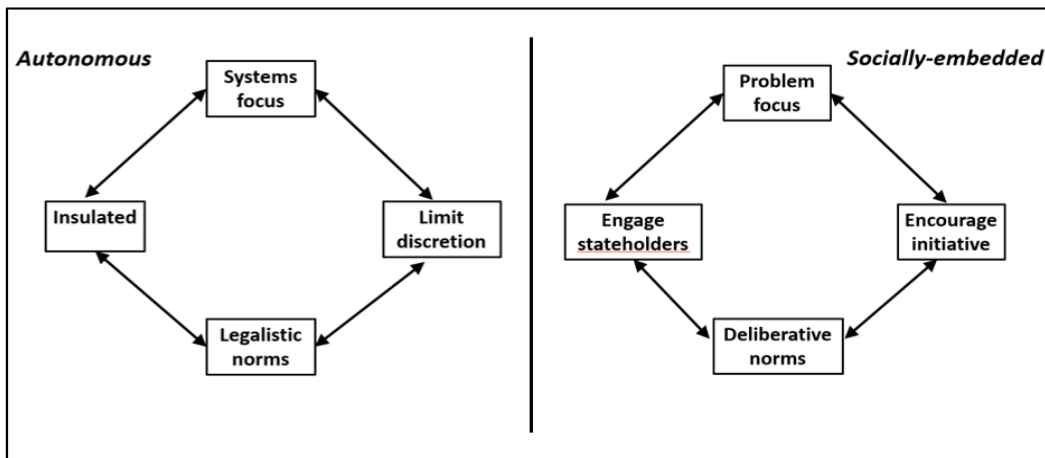 Autonomous
Systems
focus
Insulated
Limit
discretion
Legalistic
norms
Socially-embedded
Problem
focus
Engage
stateholders
Encourage
initiative
Deliberative
norms